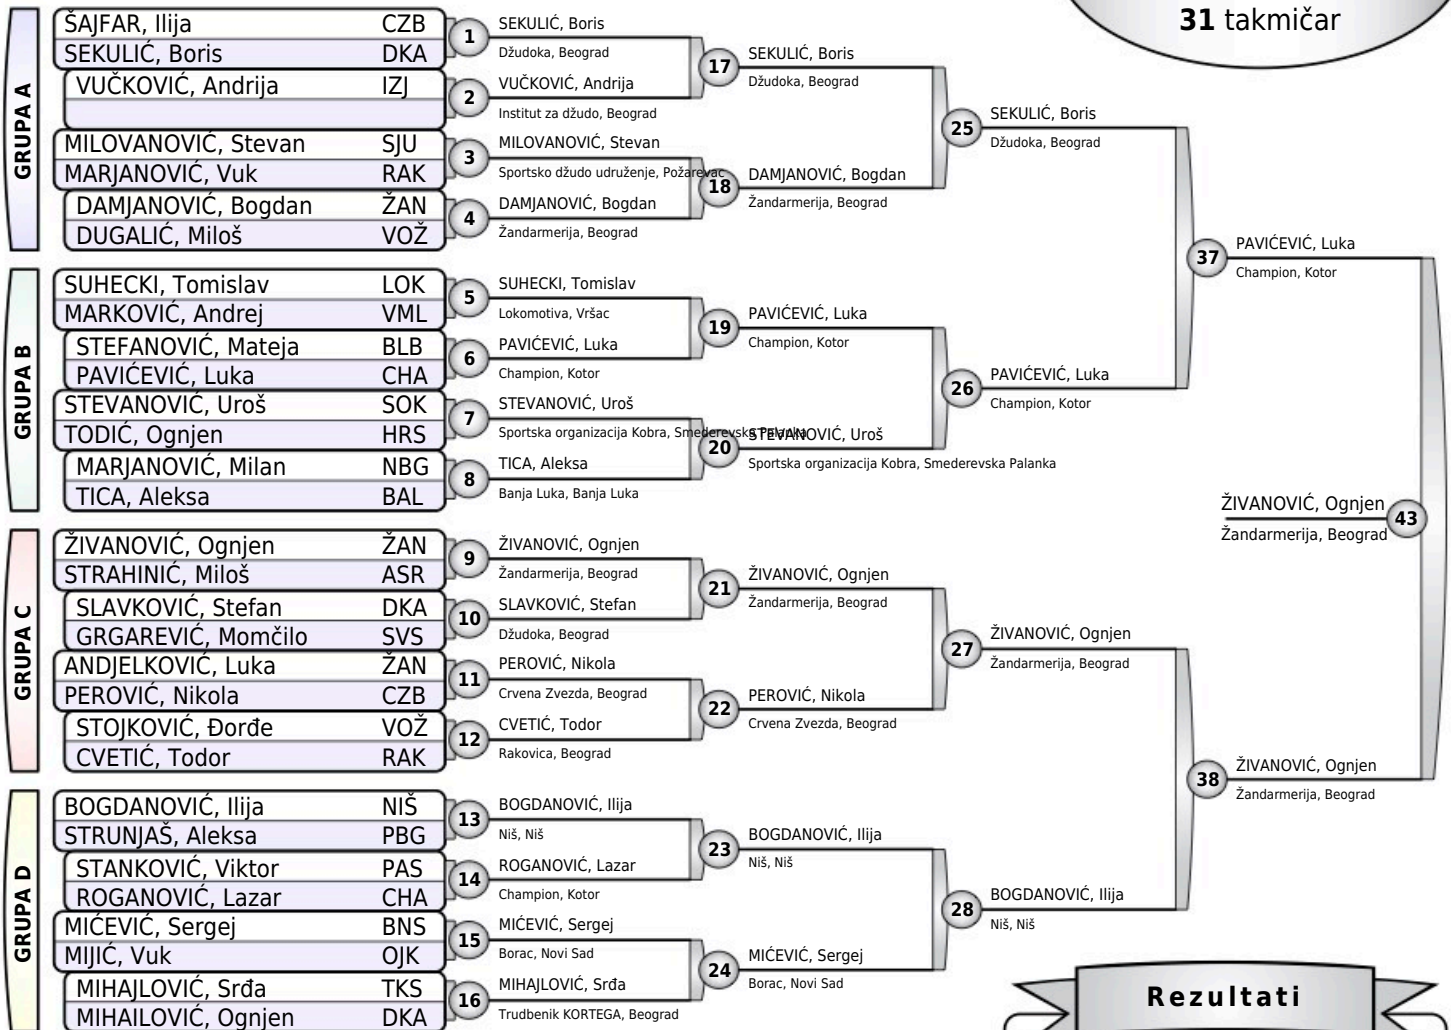 31 takmičar
GRUPA A
ŠAJFAR, Ilija CZB
SEKULIĆ, Boris DKA
VUČKOVIĆ, Andrija IZJ
MILOVANOVIĆ, Stevan SJU
MARJANOVIĆ, Vuk RAK
DAMJANOVIĆ, Bogdan ŽAN
DUGALIĆ, Miloš VOŽ
GRUPA B
SUHECKI, Tomislav LOK
MARKOVIĆ, Andrej VML
STEFANOVIĆ, Mateja BLB
PAVIĆEVIĆ, Luka CHA
STEVANOVIĆ, Uroš SOK
TODIĆ, Ognjen HRS
MARJANOVIĆ, Milan NBG
TICA, Aleksa BAL
GRUPA C
ŽIVANOVIĆ, Ognjen ŽAN
STRAHINIĆ, Miloš ASR
SLAVKOVIĆ, Stefan DKA
GRGAREVIĆ, Momčilo SVS
ANDJELKOVIĆ, Luka ŽAN
PEROVIĆ, Nikola CZB
STOJKOVIĆ, Đorđe VOŽ
CVETIĆ, Todor RAK
GRUPA D
BOGDANOVIĆ, Ilija NIŠ
STRUNJAŠ, Aleksa PBG
STANKOVIĆ, Viktor PAS
ROGANOVIĆ, Lazar CHA
MIĆEVIĆ, Sergej BNS
MIJIĆ, Vuk OJK
MIHAJLOVIĆ, Srđa TKS
MIHAILOVIĆ, Ognjen DKA
1
SEKULIĆ, Boris
Džudoka, Beograd
2
VUČKOVIĆ, Andrija
Institut za džudo, Beograd
3
MILOVANOVIĆ, Stevan
Sportsko džudo udruženje, Požarevac
4
DAMJANOVIĆ, Bogdan
Žandarmerija, Beograd
5
SUHECKI, Tomislav
Lokomotiva, Vršac
6
PAVIĆEVIĆ, Luka
Champion, Kotor
7
STEVANOVIĆ, Uroš
Sportska organizacija Kobra, Smederevska Palanka
8
TICA, Aleksa
Banja Luka, Banja Luka
9
ŽIVANOVIĆ, Ognjen
Žandarmerija, Beograd
10
SLAVKOVIĆ, Stefan
Džudoka, Beograd
11
PEROVIĆ, Nikola
Crvena Zvezda, Beograd
12
CVETIĆ, Todor
Rakovica, Beograd
13
BOGDANOVIĆ, Ilija
Niš, Niš
14
ROGANOVIĆ, Lazar
Champion, Kotor
15
MIĆEVIĆ, Sergej
Borac, Novi Sad
16
MIHAJLOVIĆ, Srđa
Trudbenik KORTEGA, Beograd
17
SEKULIĆ, Boris
Džudoka, Beograd
18
DAMJANOVIĆ, Bogdan
Žandarmerija, Beograd
19
PAVIĆEVIĆ, Luka
Champion, Kotor
20
STEVANOVIĆ, Uroš
Sportska organizacija Kobra, Smederevska Palanka
21
ŽIVANOVIĆ, Ognjen
Žandarmerija, Beograd
22
PEROVIĆ, Nikola
Crvena Zvezda, Beograd
23
BOGDANOVIĆ, Ilija
Niš, Niš
24
MIĆEVIĆ, Sergej
Borac, Novi Sad
25
SEKULIĆ, Boris
Džudoka, Beograd
26
PAVIĆEVIĆ, Luka
Champion, Kotor
27
ŽIVANOVIĆ, Ognjen
Žandarmerija, Beograd
28
BOGDANOVIĆ, Ilija
Niš, Niš
37
PAVIĆEVIĆ, Luka
Champion, Kotor
38
ŽIVANOVIĆ, Ognjen
Žandarmerija, Beograd
43
ŽIVANOVIĆ, Ognjen
Žandarmerija, Beograd
Rezultati